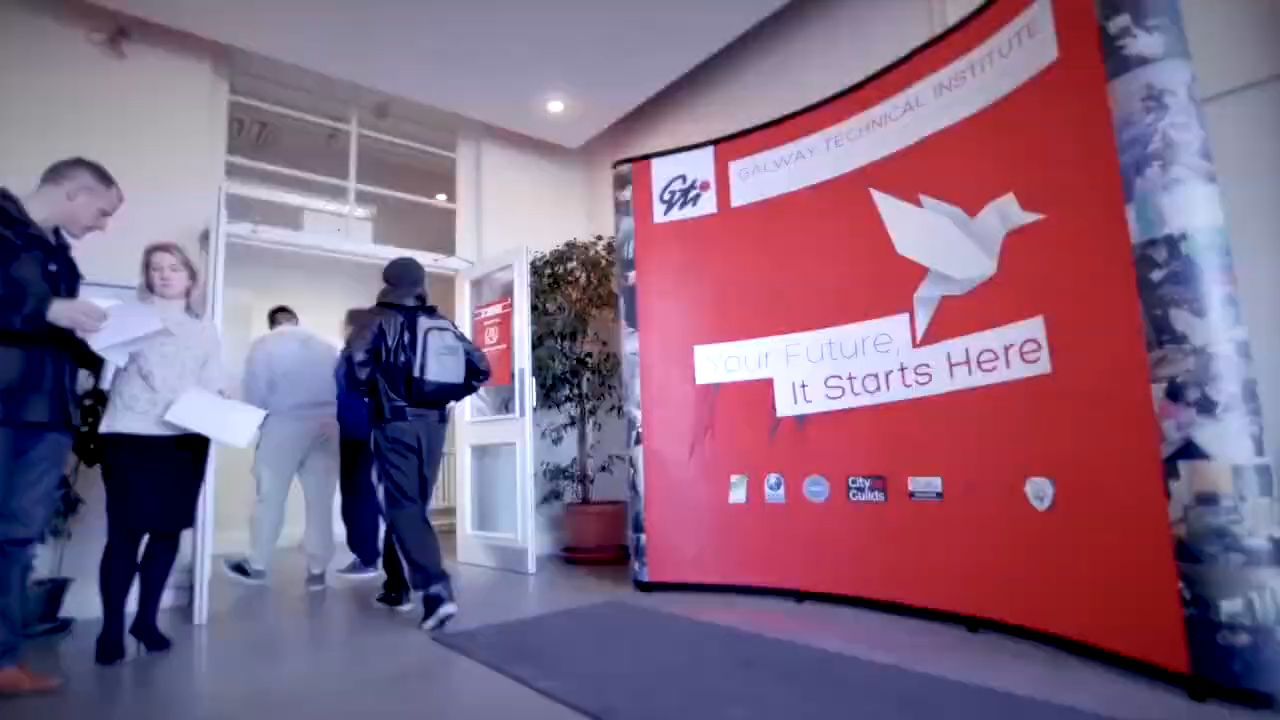 GALWAY TECHNICAL INSTITUTE
Gti
Your Future,
It Starts Here
City
Guilds